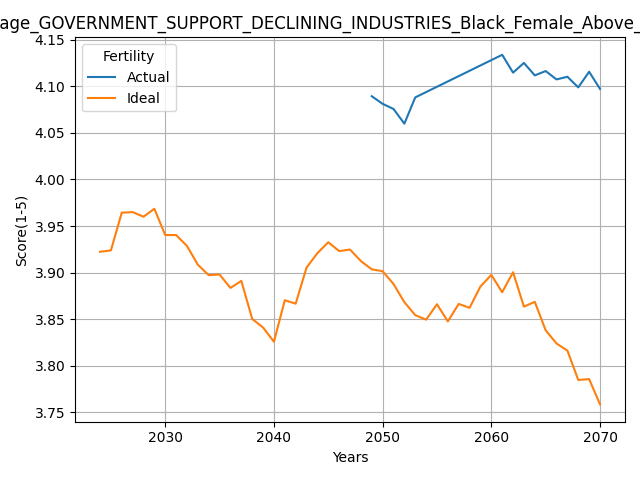 age_GOVERNMENT_SUPPORT_DECLINING_INDUSTRIES_Black_Female_Above_
4.15
4.10
4.05
4.00
3.95
3.90
3.85
3.80
3.75
Score(1-5)
Fertility
Actual
Ideal
2030
2040
2050
2060
2070
Years